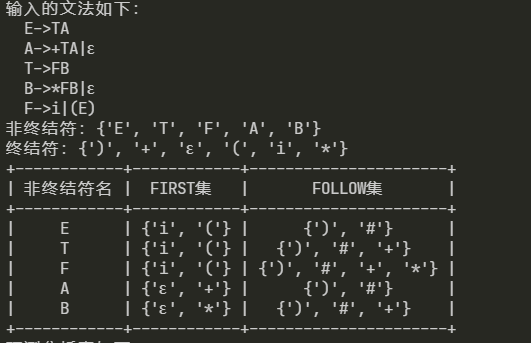 输入的文法如下:
E->TA
A->+TA|ε
T->FB
B->*FB|ε
F->i|(E)
非终结符: {'E', 'T', 'F', 'A', 'B'}
终结符: {')', '+', 'ε', '(', 'i', '*'}
+------------+------------+----------------------+
| 非终结符名 | FIRST集 | FOLLOW集 |
+------------+------------+----------------------+
| E | {'i', '('} | {')', '#'} |
| T | {'i', '('} | {')', '#', '+'} |
| F | {'i', '('} | {')', '#', '+', '*'} |
| A | {'ε', '+'} | {')', '#'} |
| B | {'ε', '*'} | {')', '#', '+'} |
+------------+------------+----------------------+